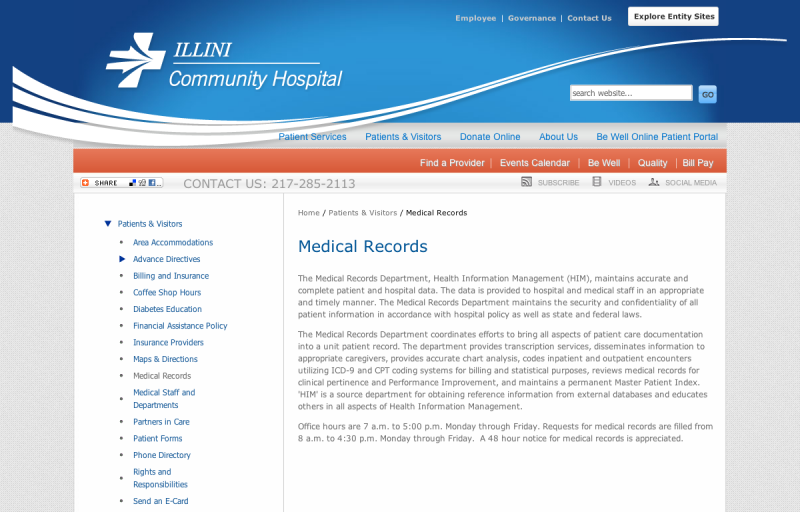 Employee | Governance | Contact Us
Explore Entity Sites
ILLINI
Community Hospital
search website...
GO
Patient Services Patients & Visitors Donate Online About Us Be Well Online Patient Portal
Find a Provider | Events Calendar | Be Well | Quality | Bill Pay
SHARE
CONTACT US: 217-285-2113
SUBSCRIBE VIDEOS SOCIAL MEDIA
Patients & Visitors
Area Accommodations
Advance Directives
Billing and Insurance
Coffee Shop Hours
Diabetes Education
Financial Assistance Policy
Insurance Providers
Maps & Directions
Medical Records
Medical Staff and
Departments
Partners in Care
Patient Forms
Phone Directory
Rights and
Responsibilities
Send an E-Card
Home / Patients & Visitors / Medical Records
Medical Records
The Medical Records Department, Health Information Management (HIM), maintains accurate and
complete patient and hospital data. The data is provided to hospital and medical staff in an appropriate
and timely manner. The Medical Records Department maintains the security and confidentiality of all
patient information in accordance with hospital policy as well as state and federal laws.
The Medical Records Department coordinates efforts to bring all aspects of patient care documentation
into a unit patient record. The department provides transcription services, disseminates information to
appropriate caregivers, provides accurate chart analysis, codes inpatient and outpatient encounters
utilizing ICD-9 and CPT coding systems for billing and statistical purposes, reviews medical records for
clinical pertinence and Performance Improvement, and maintains a permanent Master Patient Index.
'HIM' is a source department for obtaining reference information from external databases and educates
others in all aspects of Health Information Management.
Office hours are 7 a.m. to 5:00 p.m. Monday through Friday. Requests for medical records are filled from
8 a.m. to 4:30 p.m. Monday through Friday.  A 48 hour notice for medical records is appreciated.